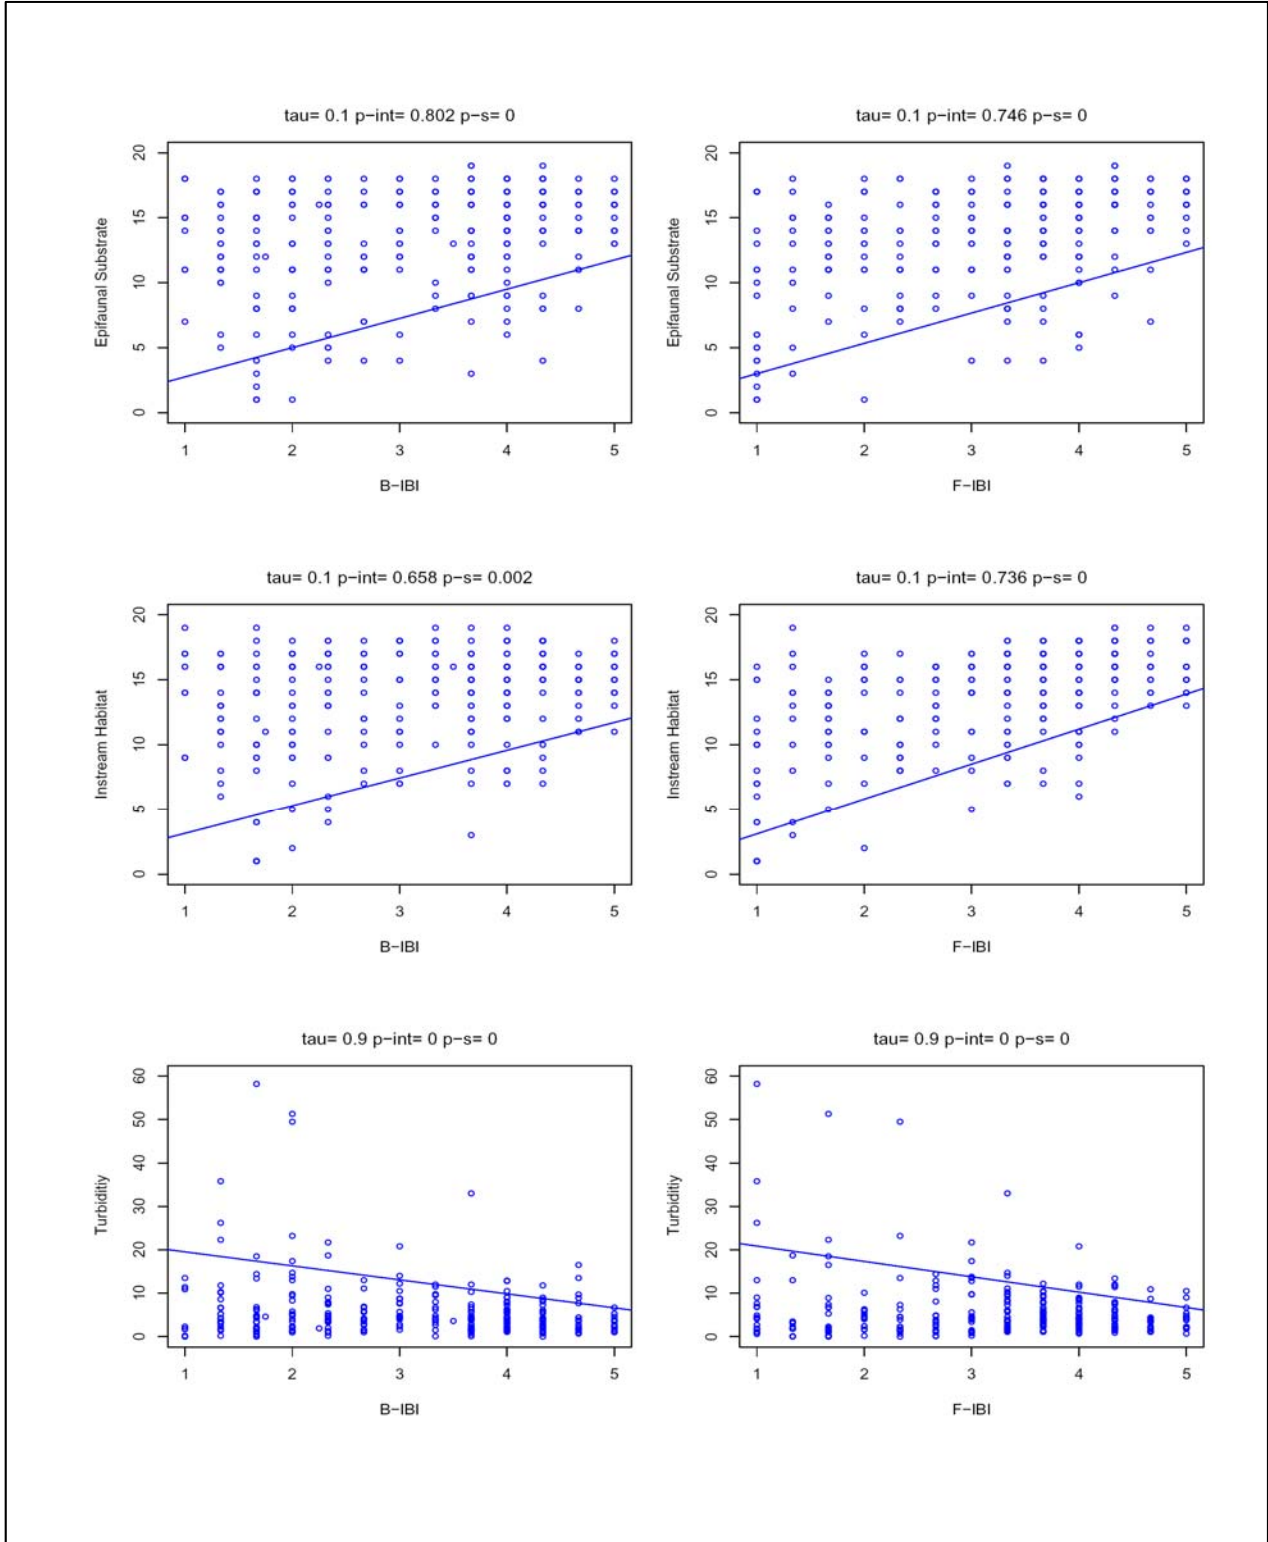 tau= 0.1 p−int= 0.802 p−s= 0
Epifaunal Substrate
20
15
10
5
0
1 2 3 4 5
B−IBI
tau= 0.1 p−int= 0.746 p−s= 0
Epifaunal Substrate
20
15
10
5
0
1 2 3 4 5
F−IBI
tau= 0.1 p−int= 0.658 p−s= 0.002
Instream Habitat
20
15
10
5
0
1 2 3 4 5
B−IBI
tau= 0.1 p−int= 0.736 p−s= 0
Instream Habitat
20
15
10
5
0
1 2 3 4 5
F−IBI
tau= 0.9 p−int= 0 p−s= 0
Turbiditiy
60
50
40
30
20
10
0
1 2 3 4 5
B−IBI
tau= 0.9 p−int= 0 p−s= 0
Turbiditiy
60
50
40
30
20
10
0
1 2 3 4 5
F−IBI